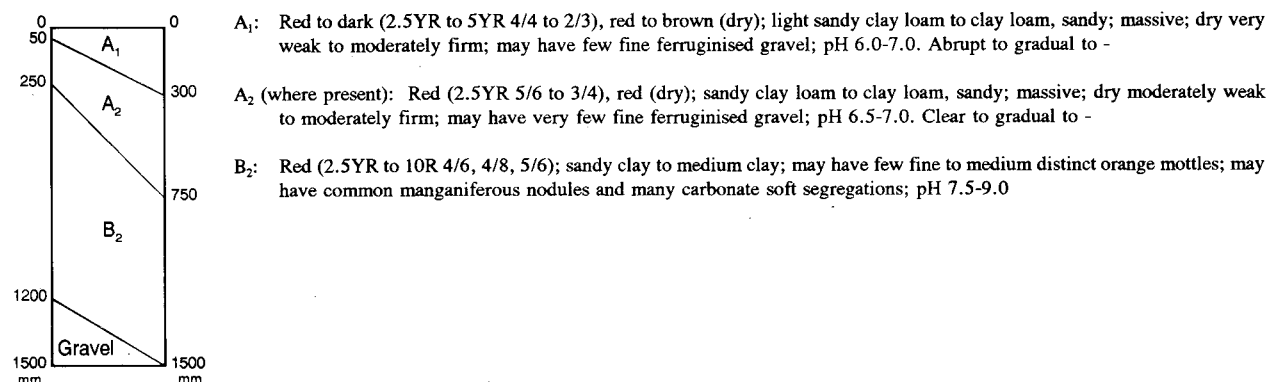 0 0
50
A₁
250
300
A₂
750
B₂
1200
Gravel
1500 1500
mm mm
A₁: Red to dark (2.5YR to 5YR 4/4 to 2/3), red to brown (dry); light sandy clay loam to clay loam, sandy; massive; dry very
weak to moderately firm; may have few fine ferruginised gravel; pH 6.0-7.0. Abrupt to gradual to -
A₂ (where present): Red (2.5YR 5/6 to 3/4), red (dry); sandy clay loam to clay loam, sandy; massive; dry moderately weak
to moderately firm; may have very few fine ferruginised gravel; pH 6.5-7.0. Clear to gradual to -
B₂: Red (2.5YR to 10R 4/6, 4/8, 5/6); sandy clay to medium clay; may have few fine to medium distinct orange mottles; may
have common manganiferous nodules and many carbonate soft segregations; pH 7.5-9.0